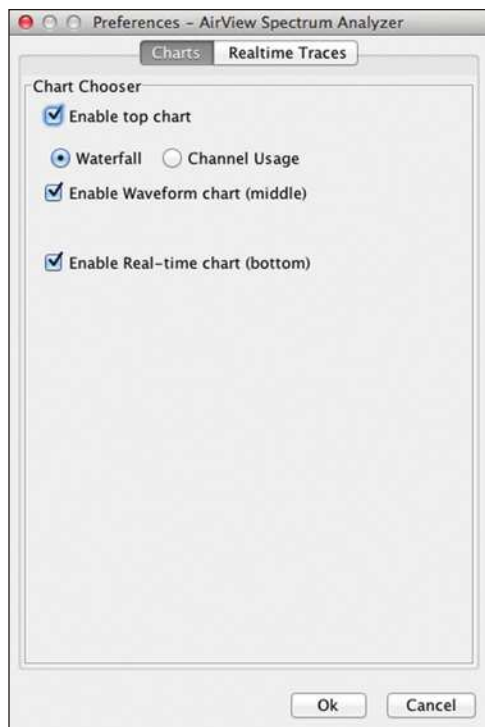 Preferences – AirView Spectrum Analyzer
Charts Realtime Traces
Chart Chooser
Enable top chart
Waterfall Channel Usage
Enable Waveform chart (middle)
Enable Real-time chart (bottom)
Ok Cancel